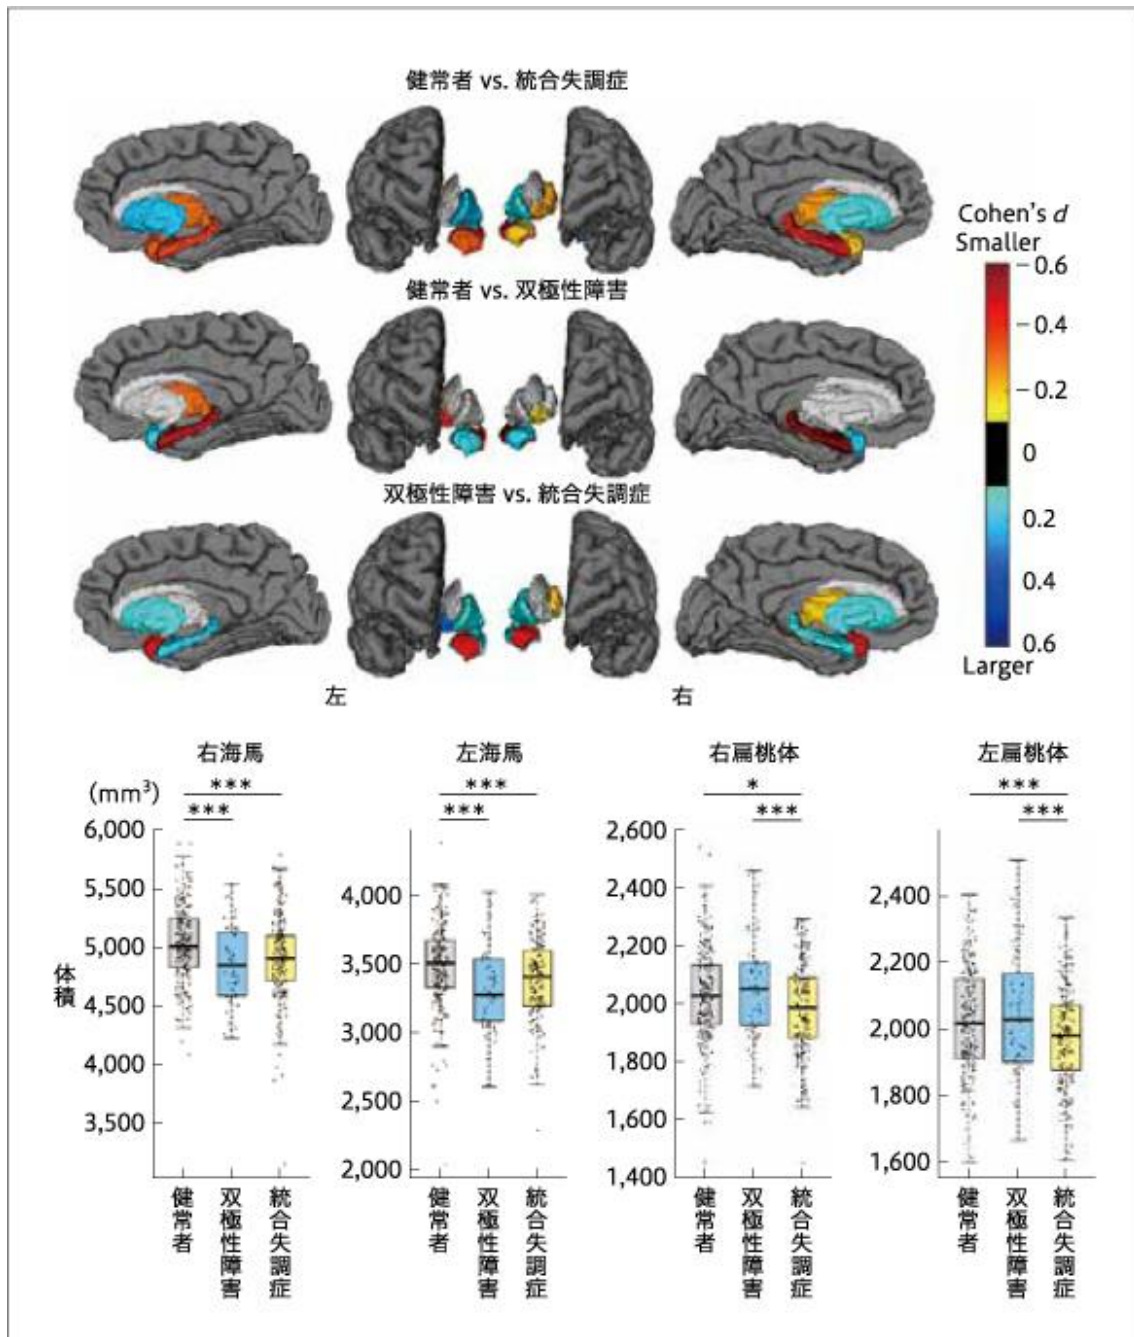 健常者 vs. 統合失調症
健常者 vs. 双極性障害
双極性障害 vs. 統合失調症
左
右
Cohen's d
Smaller
－0.6
－0.4
－0.2
0
0.2
0.4
0.6
Larger
体積
(mm³)
右海馬
***
***
6,000
5,500
5,000
4,500
4,000
3,500
健常者
双極性障害
統合失調症
左海馬
***
***
4,000
3,500
3,000
2,500
2,000
健常者
双極性障害
統合失調症
右扁桃体
*
***
2,600
2,400
2,200
2,000
1,800
1,600
1,400
健常者
双極性障害
統合失調症
左扁桃体
***
***
2,400
2,200
2,000
1,800
1,600
健常者
双極性障害
統合失調症